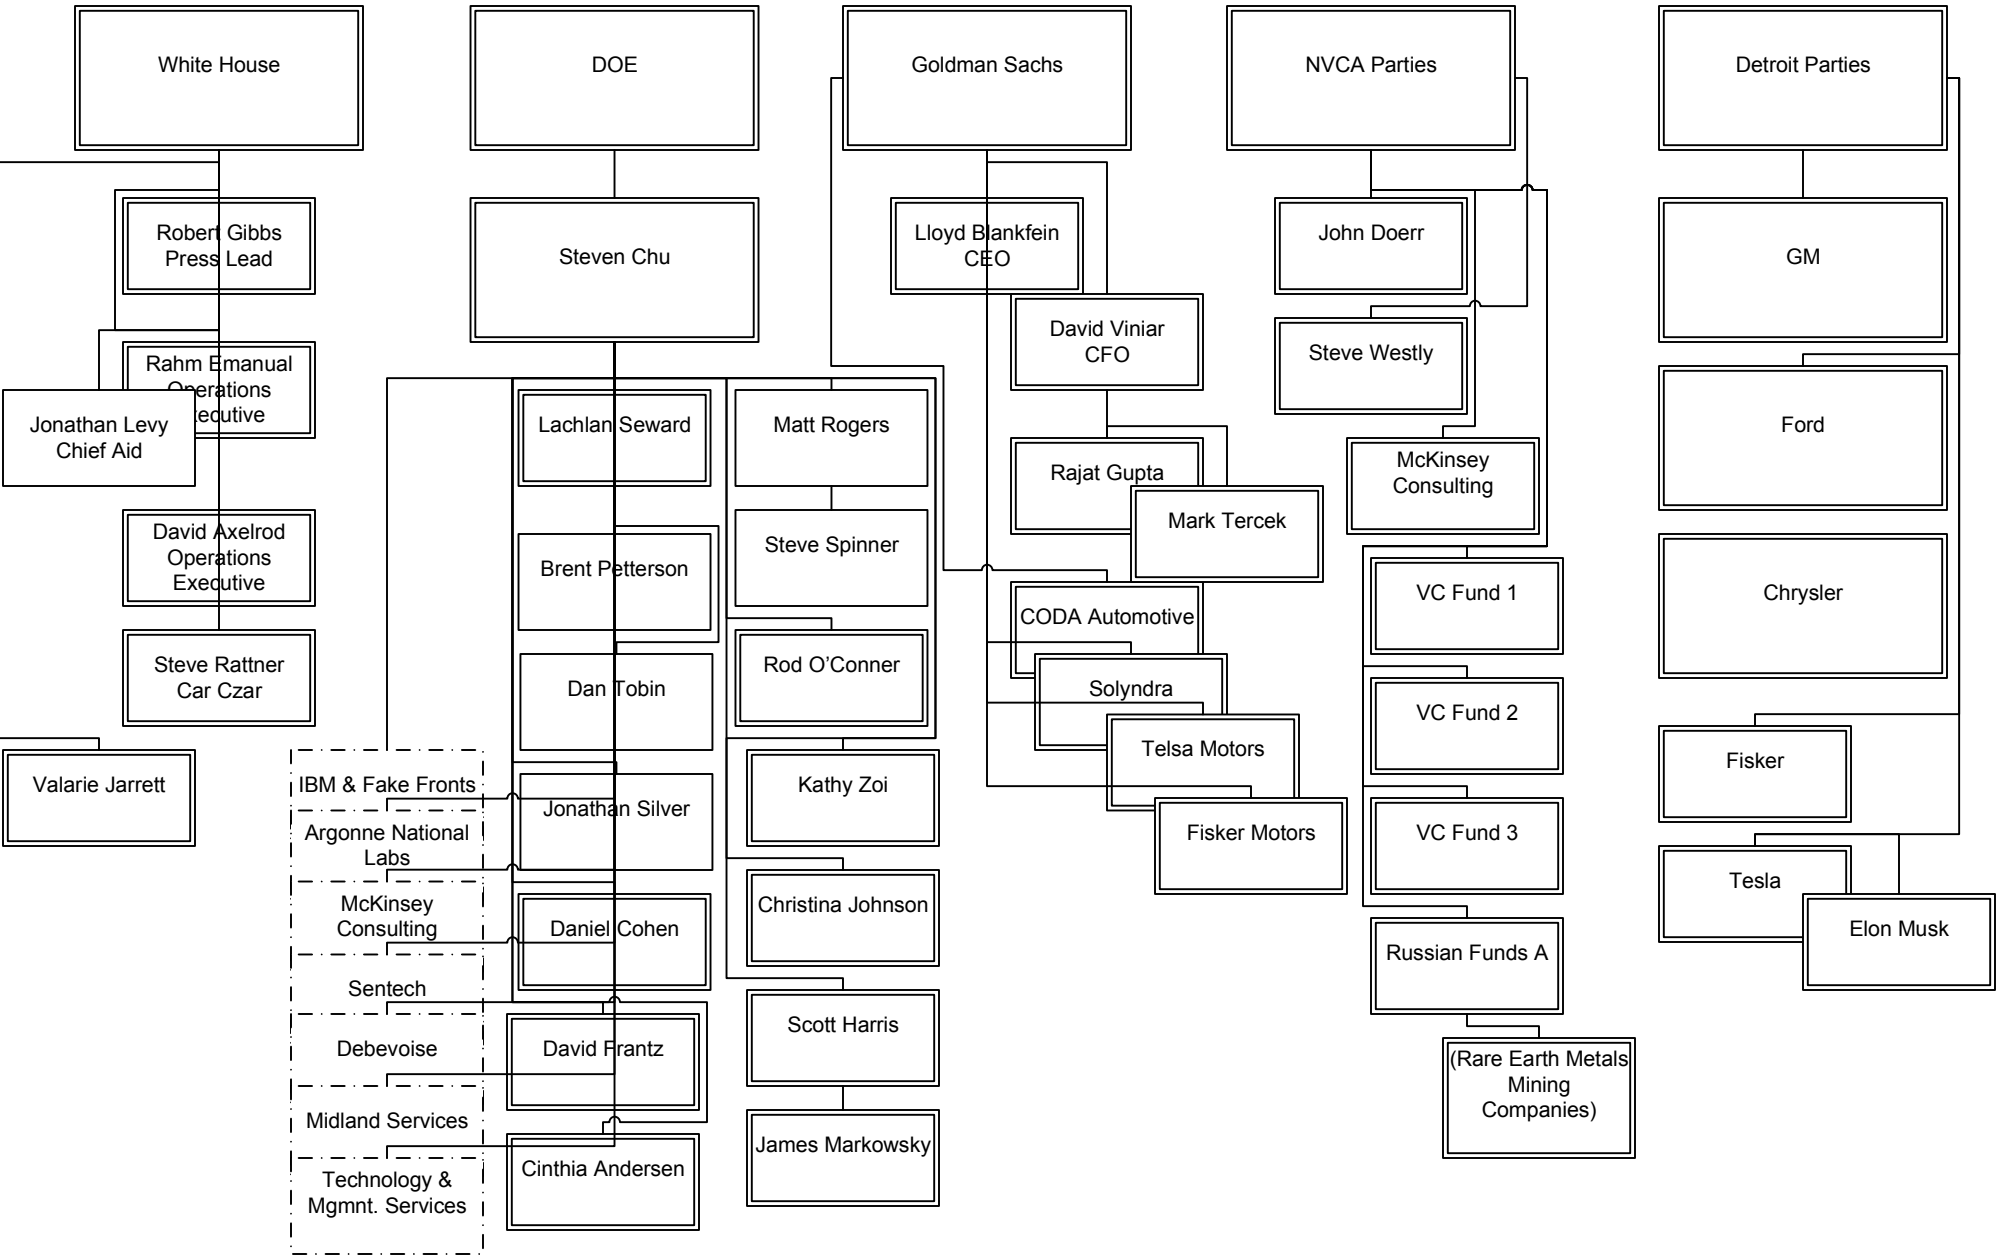 White House
DOE
Goldman Sachs
NVCA Parties
Detroit Parties
Robert Gibbs
Press Lead
Rahm Emanual
Operations
Executive
Jonathan Levy
Chief Aid
David Axelrod
Operations
Executive
Steve Rattner
Car Czar
Valarie Jarrett
IBM & Fake Fronts
Argonne National
Labs
McKinsey
Consulting
Sentech
Debevoise
Midland Services
Technology &
Mgmnt. Services
Steven Chu
Lachlan Seward
Brent Petterson
Dan Tobin
Jonathan Silver
Daniel Cohen
David Frantz
Cinthia Andersen
Matt Rogers
Steve Spinner
Rod O'Conner
Kathy Zoi
Christina Johnson
Scott Harris
James Markowsky
Lloyd Blankfein
CEO
David Viniar
CFO
Rajat Gupta
Mark Tercek
CODA Automotive
Solyndra
Telsa Motors
Fisker Motors
John Doerr
Steve Westly
McKinsey
Consulting
VC Fund 1
VC Fund 2
VC Fund 3
Russian Funds A
(Rare Earth Metals
Mining
Companies)
GM
Ford
Chrysler
Fisker
Tesla
Elon Musk